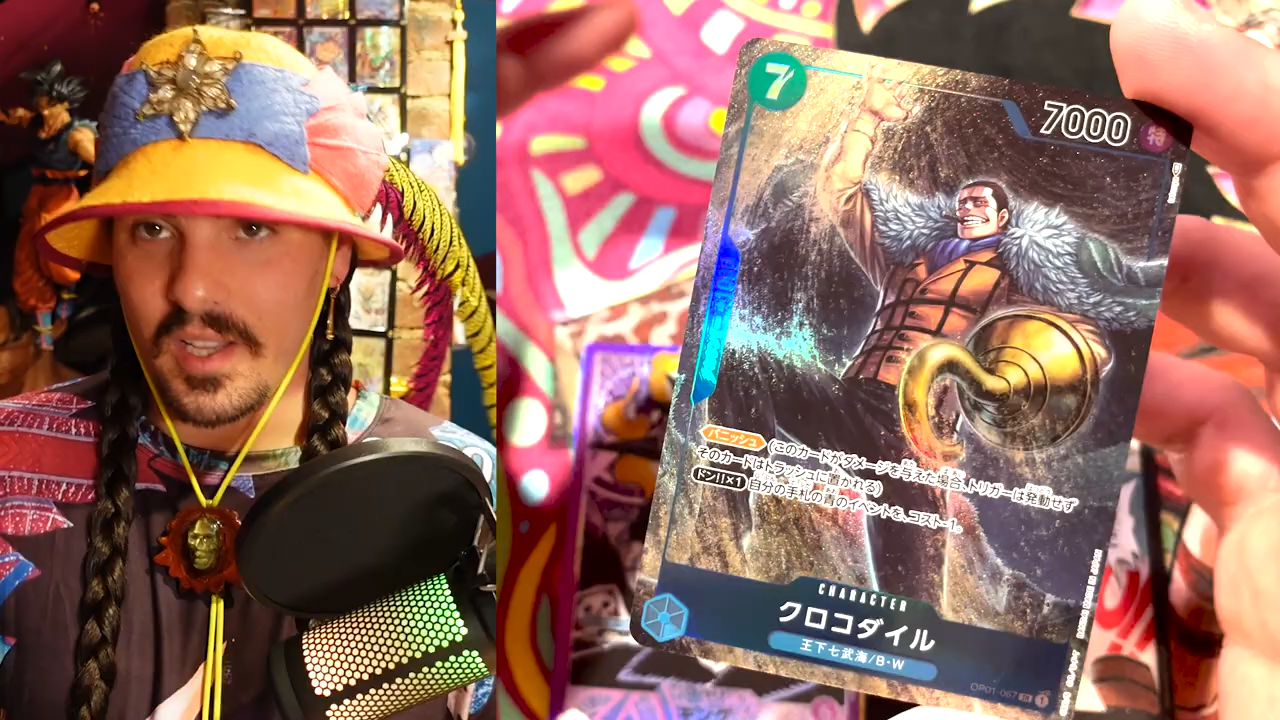 7
7000
特
バニッシュ (このカードがダメージを与えた場合、トリガーは発動せず
そのカードはトラッシュに置かれる)
ドン!!×1 自分の手札の青のイベントを、コスト-1。
CHARACTER
クロコダイル
王下七武海/B・W
OP01-067 SR